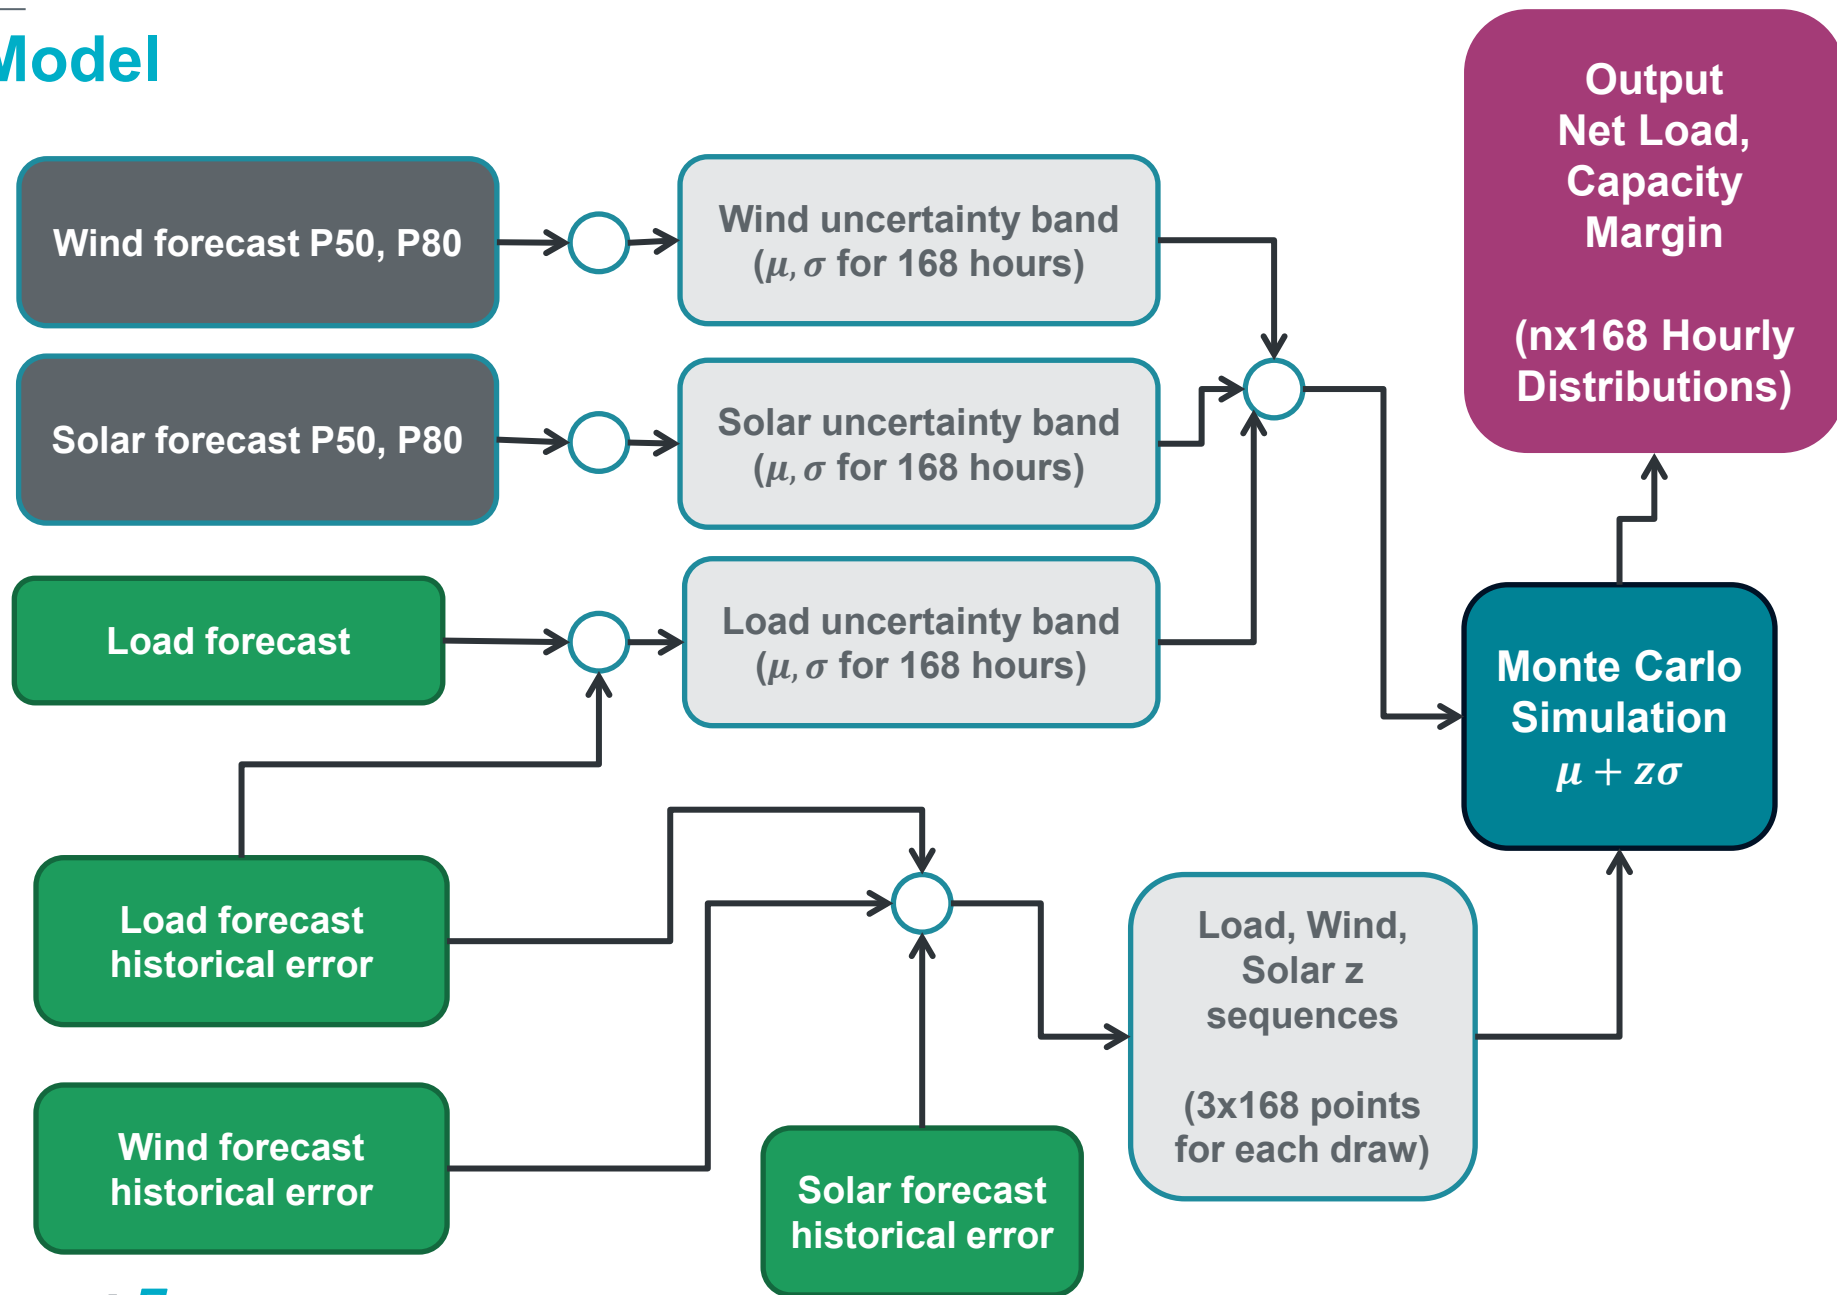 Model
Output
Net Load,
Capacity
Margin
(nx168 Hourly
Distributions)
Wind forecast P50, P80
Wind uncertainty band
(μ, σ for 168 hours)
Solar forecast P50, P80
Solar uncertainty band
(μ, σ for 168 hours)
Load forecast
Load uncertainty band
(μ, σ for 168 hours)
Monte Carlo
Simulation
μ + zσ
Load forecast
historical error
Load, Wind,
Solar z
sequences
(3x168 points
for each draw)
Wind forecast
historical error
Solar forecast
historical error